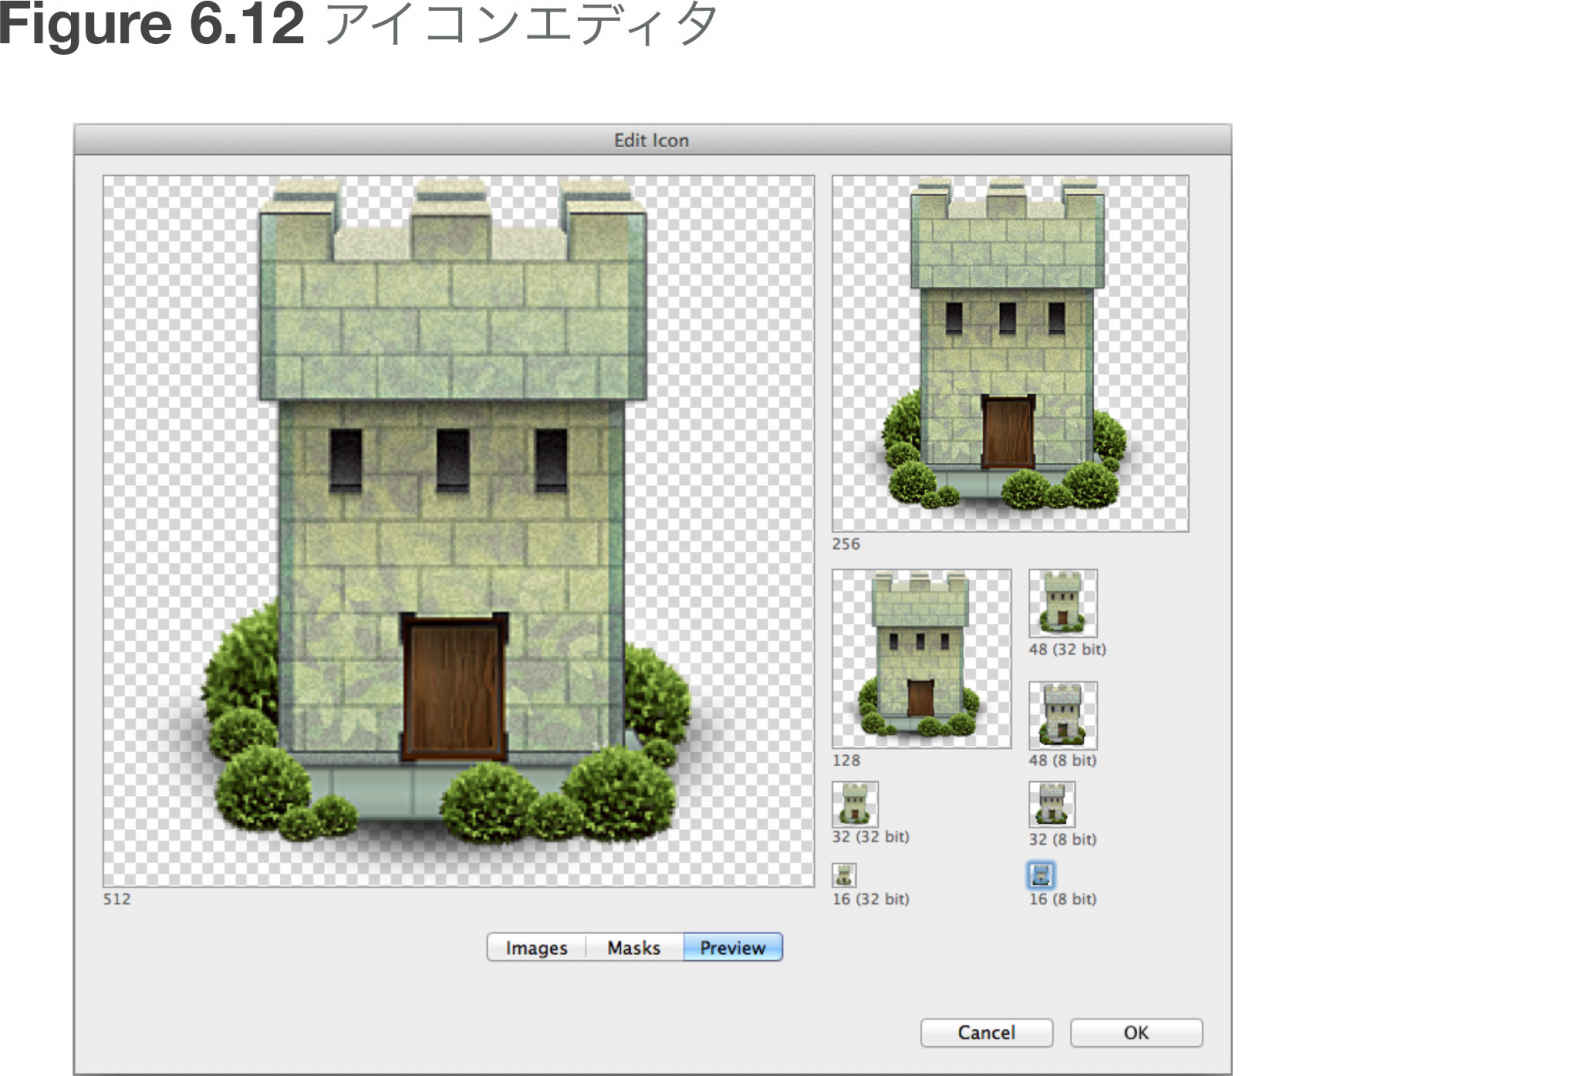 Figure 6.12 アイコンエディタ
Edit Icon
512
256
128
48 (32 bit)
48 (8 bit)
32 (32 bit)
32 (8 bit)
16 (32 bit)
16 (8 bit)
Images
Masks
Preview
Cancel
OK